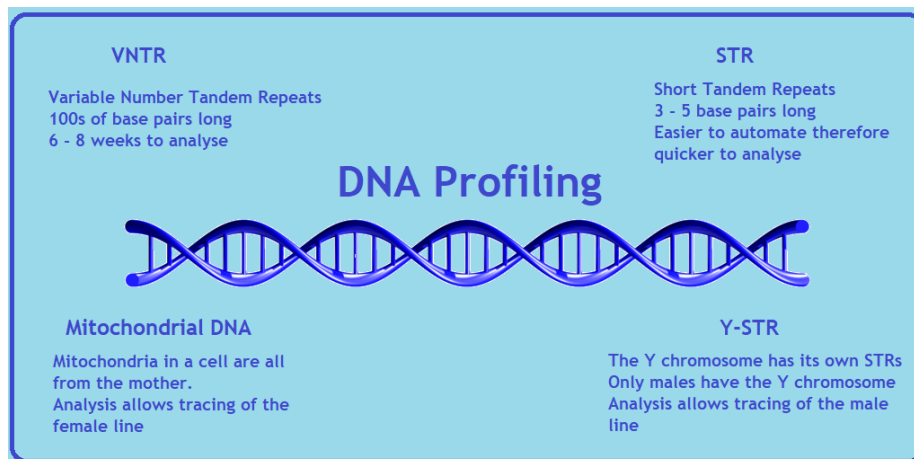 VNTR
Variable Number Tandem Repeats
100s of base pairs long
6 - 8 weeks to analyse
STR
Short Tandem Repeats
3 - 5 base pairs long
Easier to automate therefore
quicker to analyse
DNA Profiling
Mitochondrial DNA
Mitochondria in a cell are all
from the mother.
Analysis allows tracing of the
female line
Y-STR
The Y chromosome has its own STRs
Only males have the Y chromosome
Analysis allows tracing of the male
line